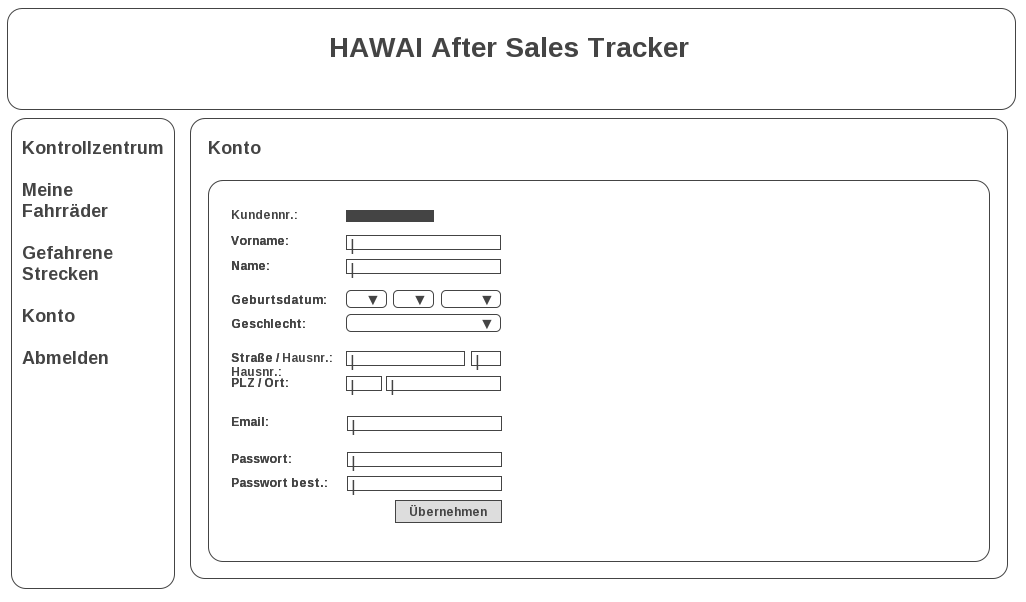 HAWAI After Sales Tracker
Kontrollzentrum
Meine
Fahrräder
Gefahrene
Strecken
Konto
Abmelden
Konto
Kundennr.:
Vorname:
Name:
Geburtsdatum:
Geschlecht:
Straße / Hausnr.:
Hausnr.:
PLZ / Ort:
Email:
Passwort:
Passwort best.:
Übernehmen